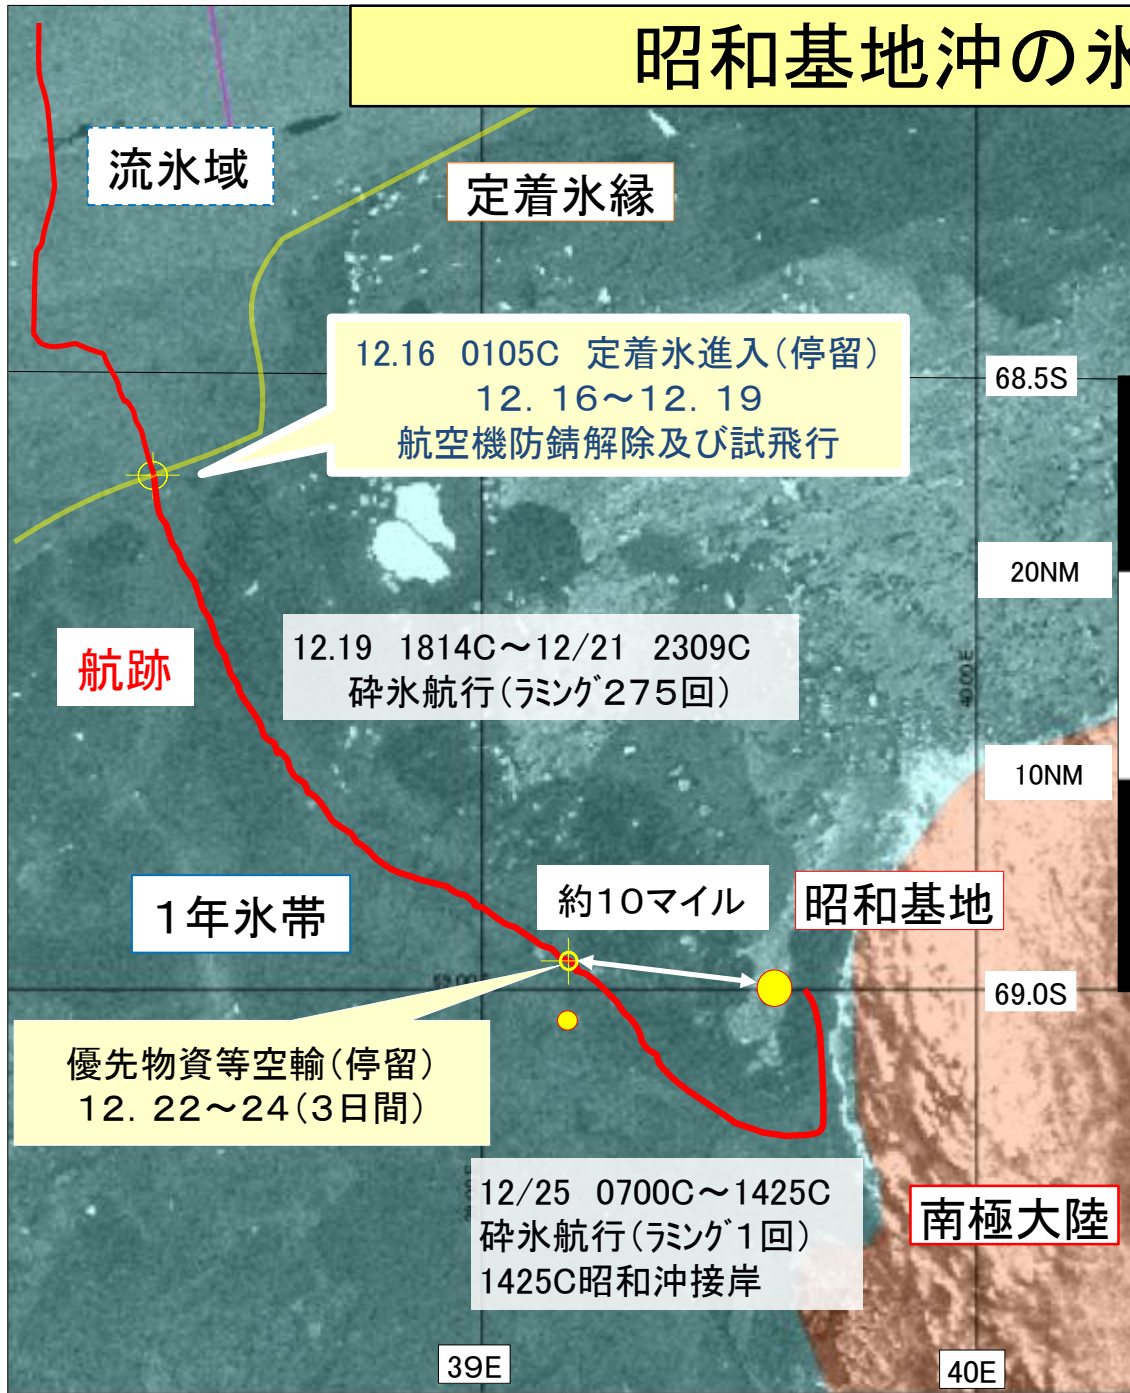 昭和基地沖の氷
流氷域
定着氷縁
12.16 0105C 定着氷進入(停留)
12.16～12.19
航空機防錆解除及び試飛行
68.5S
20NM
12.19 1814C～12/21 2309C
砕氷航行(ﾗﾐﾝｸﾞ275回)
航跡
40.00 E
10NM
1年氷帯
約10マイル
昭和基地
69.00 S
69.0S
優先物資等空輸(停留)
12.22～24(3日間)
12/25 0700C～1425C
砕氷航行(ﾗﾐﾝｸﾞ1回)
1425C昭和沖接岸
南極大陸
39E
40E